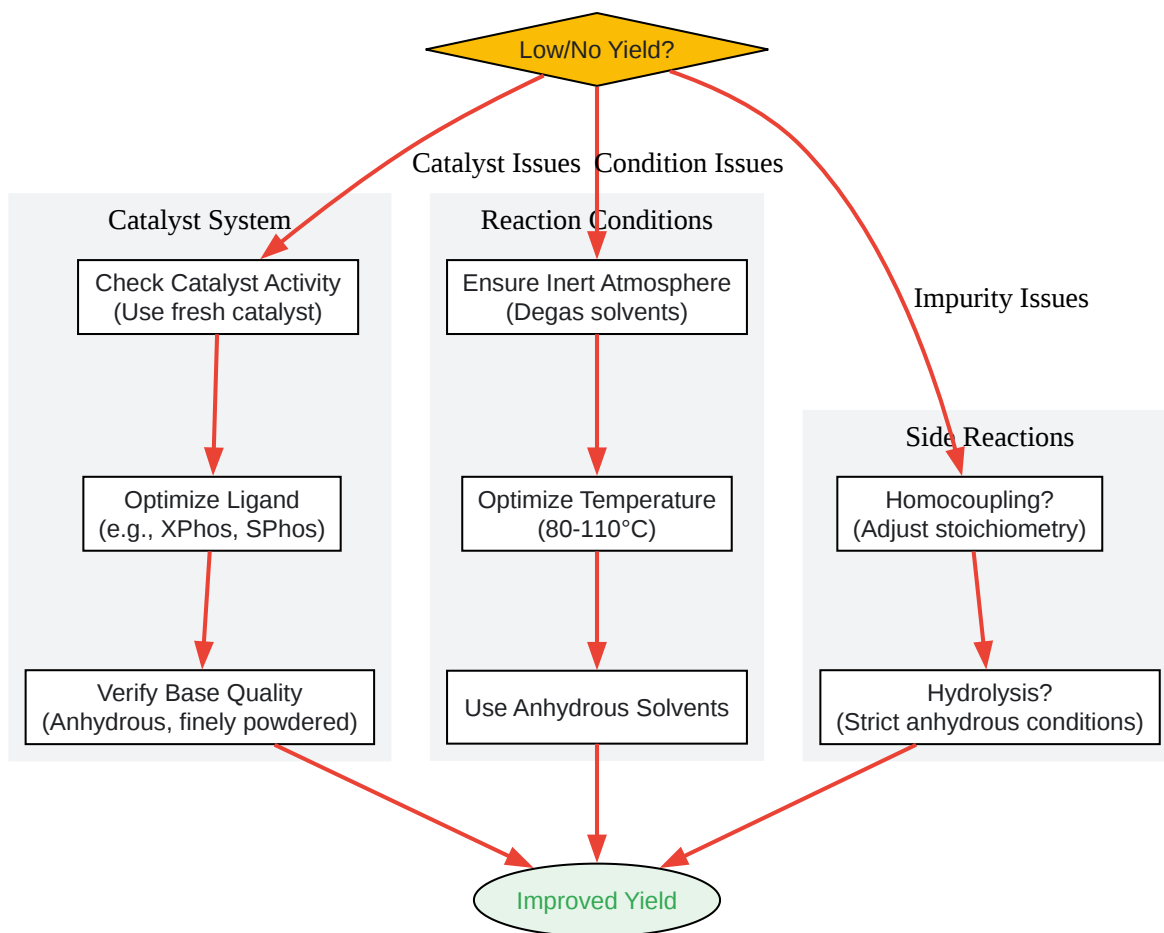 Low/No Yield?
Catalyst Issues
Condition Issues
Impurity Issues
Catalyst System
Check Catalyst Activity
(Use fresh catalyst)
Optimize Ligand
(e.g., XPhos, SPhos)
Verify Base Quality
(Anhydrous, finely powdered)
Reaction Conditions
Ensure Inert Atmosphere
(Degas solvents)
Optimize Temperature
(80-110°C)
Use Anhydrous Solvents
Side Reactions
Homocoupling?
(Adjust stoichiometry)
Hydrolysis?
(Strict anhydrous conditions)
Improved Yield